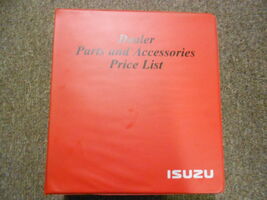 Dealer
Parts and Accessories
Price List
ISUZU